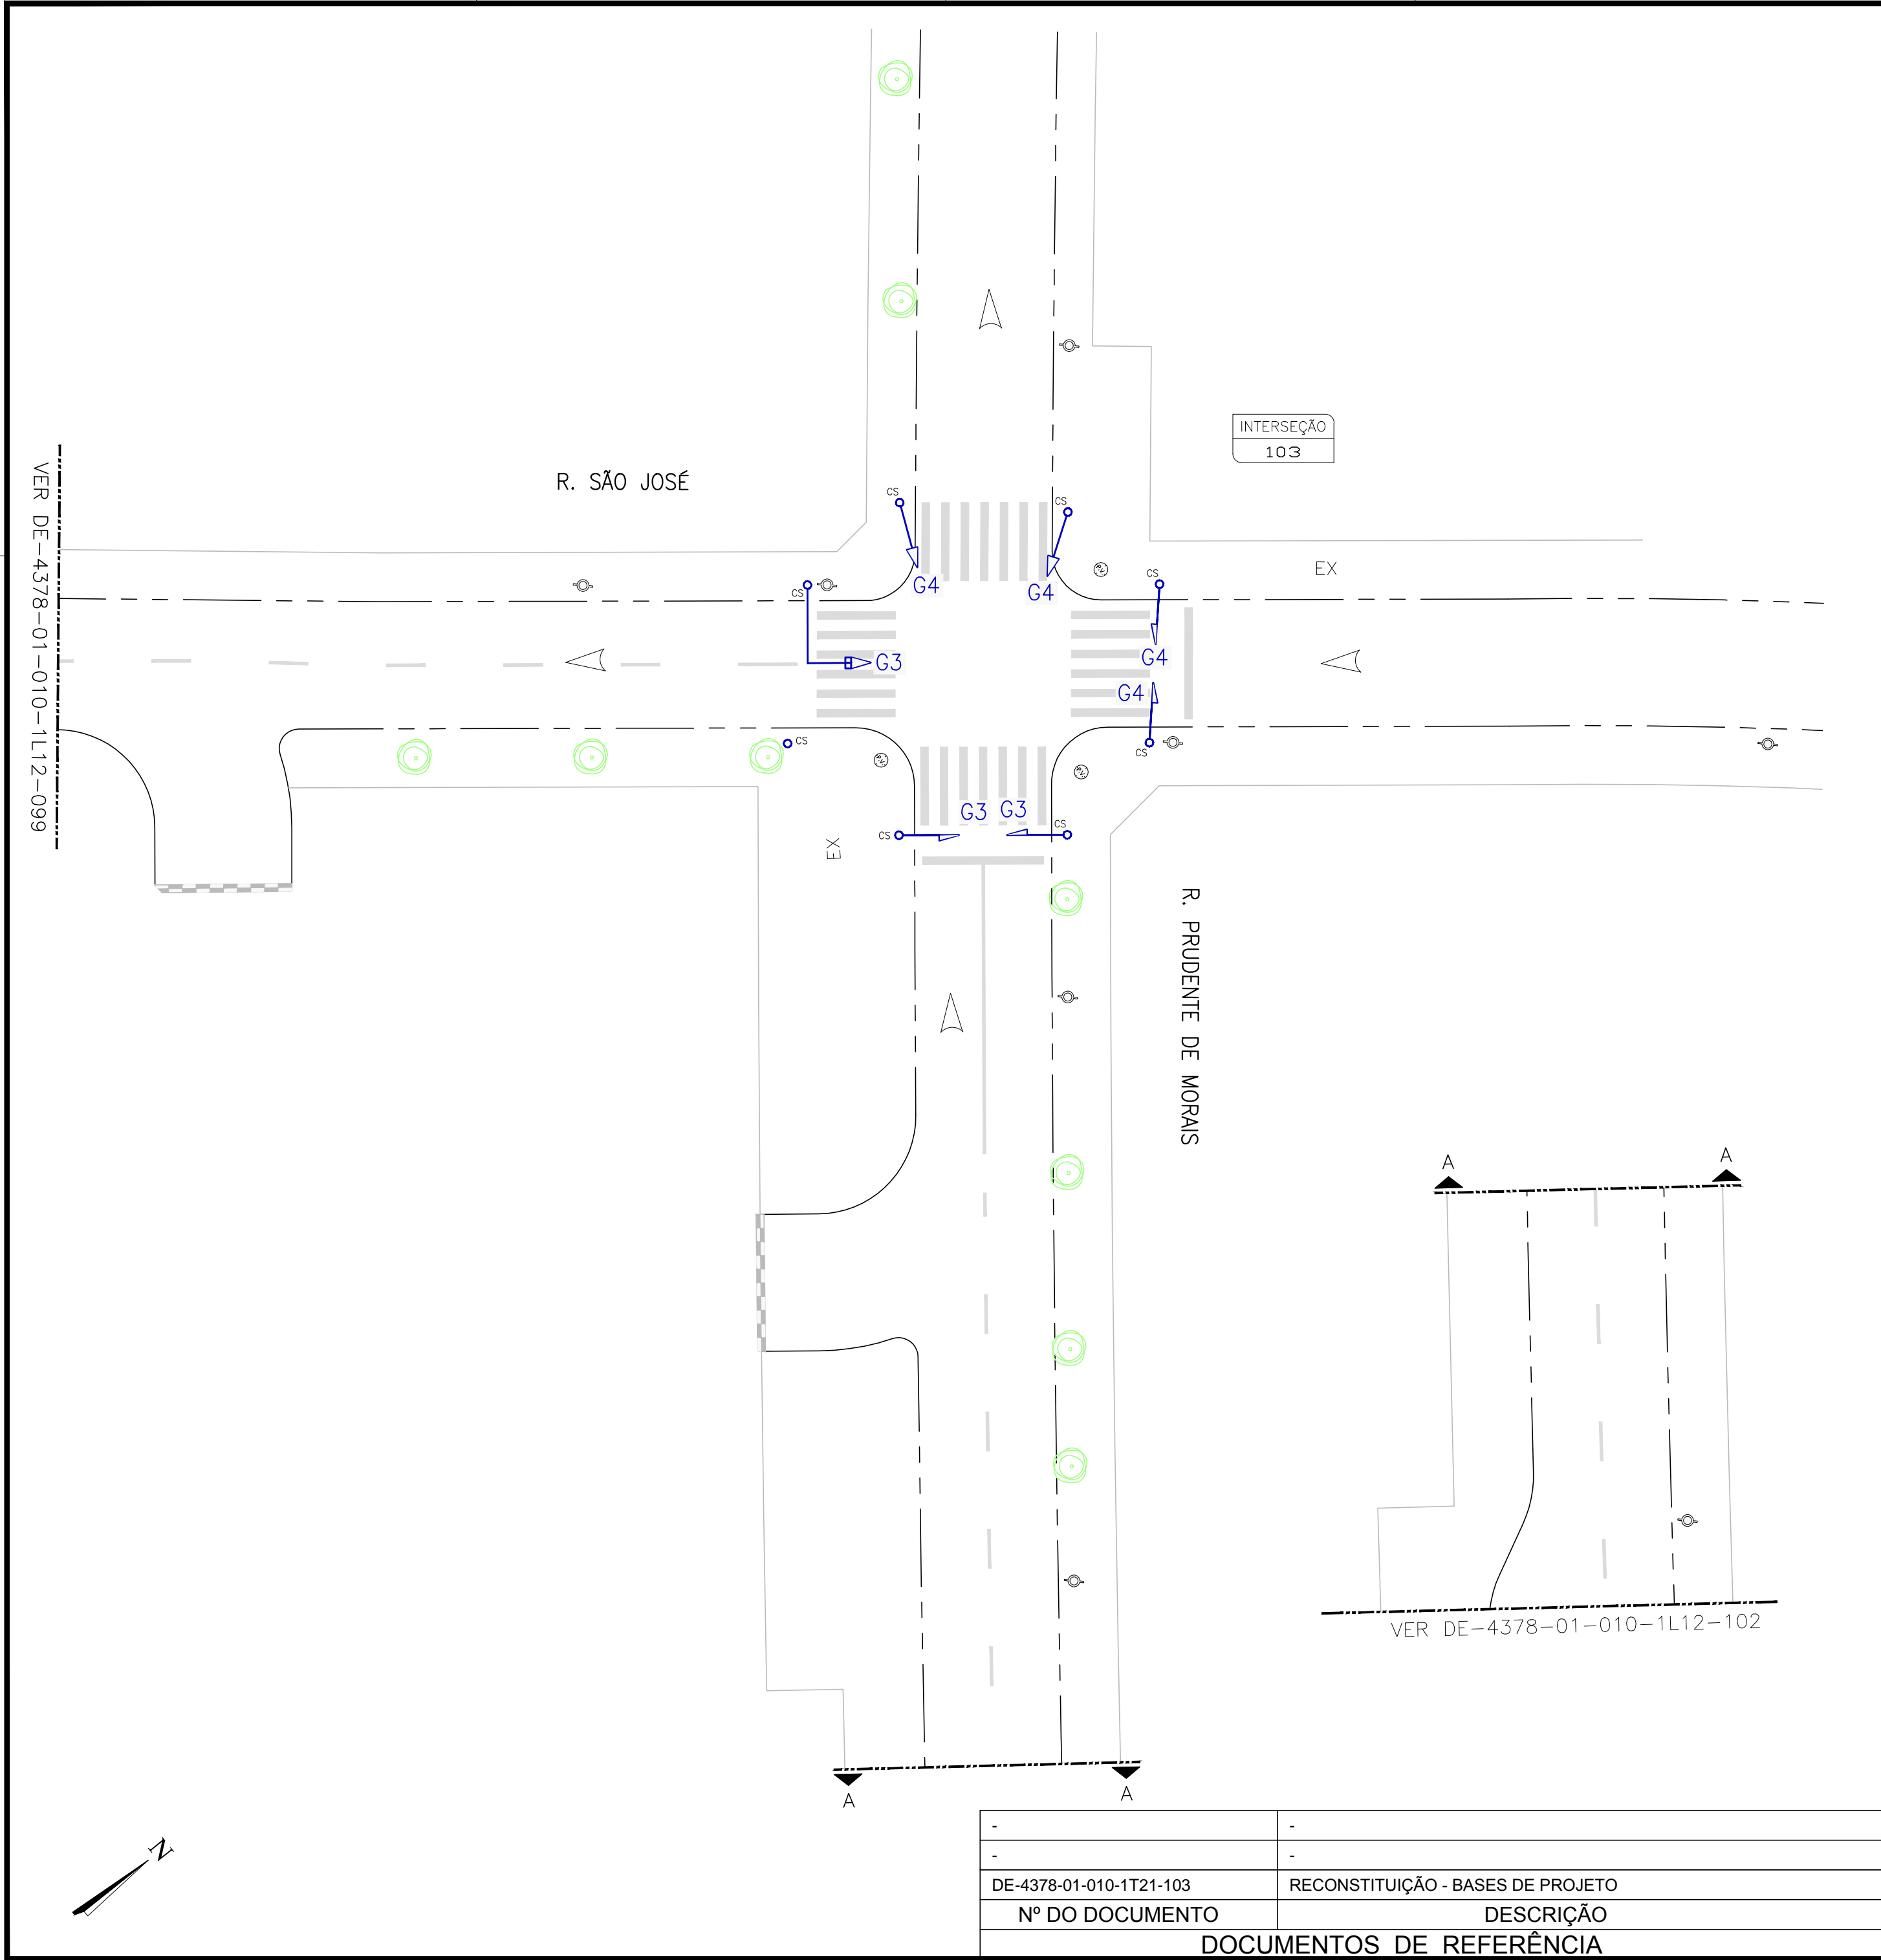 INTERSEÇÃO
103
R. SÃO JOSÉ
VER DE-4378-01-010-1L12-099
CS
CS
G4
G4
EX
CS
CS
G3
G4
G4
CS
CS
P.V.
P.V.
P.V.
G3
G3
CS
CS
EX
R. PRUDENTE DE MORAIS
A
A
VER DE-4378-01-010-1L12-102
A
A
N
- -
- -
DE-4378-01-010-1T21-103 RECONSTITUIÇÃO - BASES DE PROJETO
Nº DO DOCUMENTO DESCRIÇÃO
DOCUMENTOS DE REFERÊNCIA